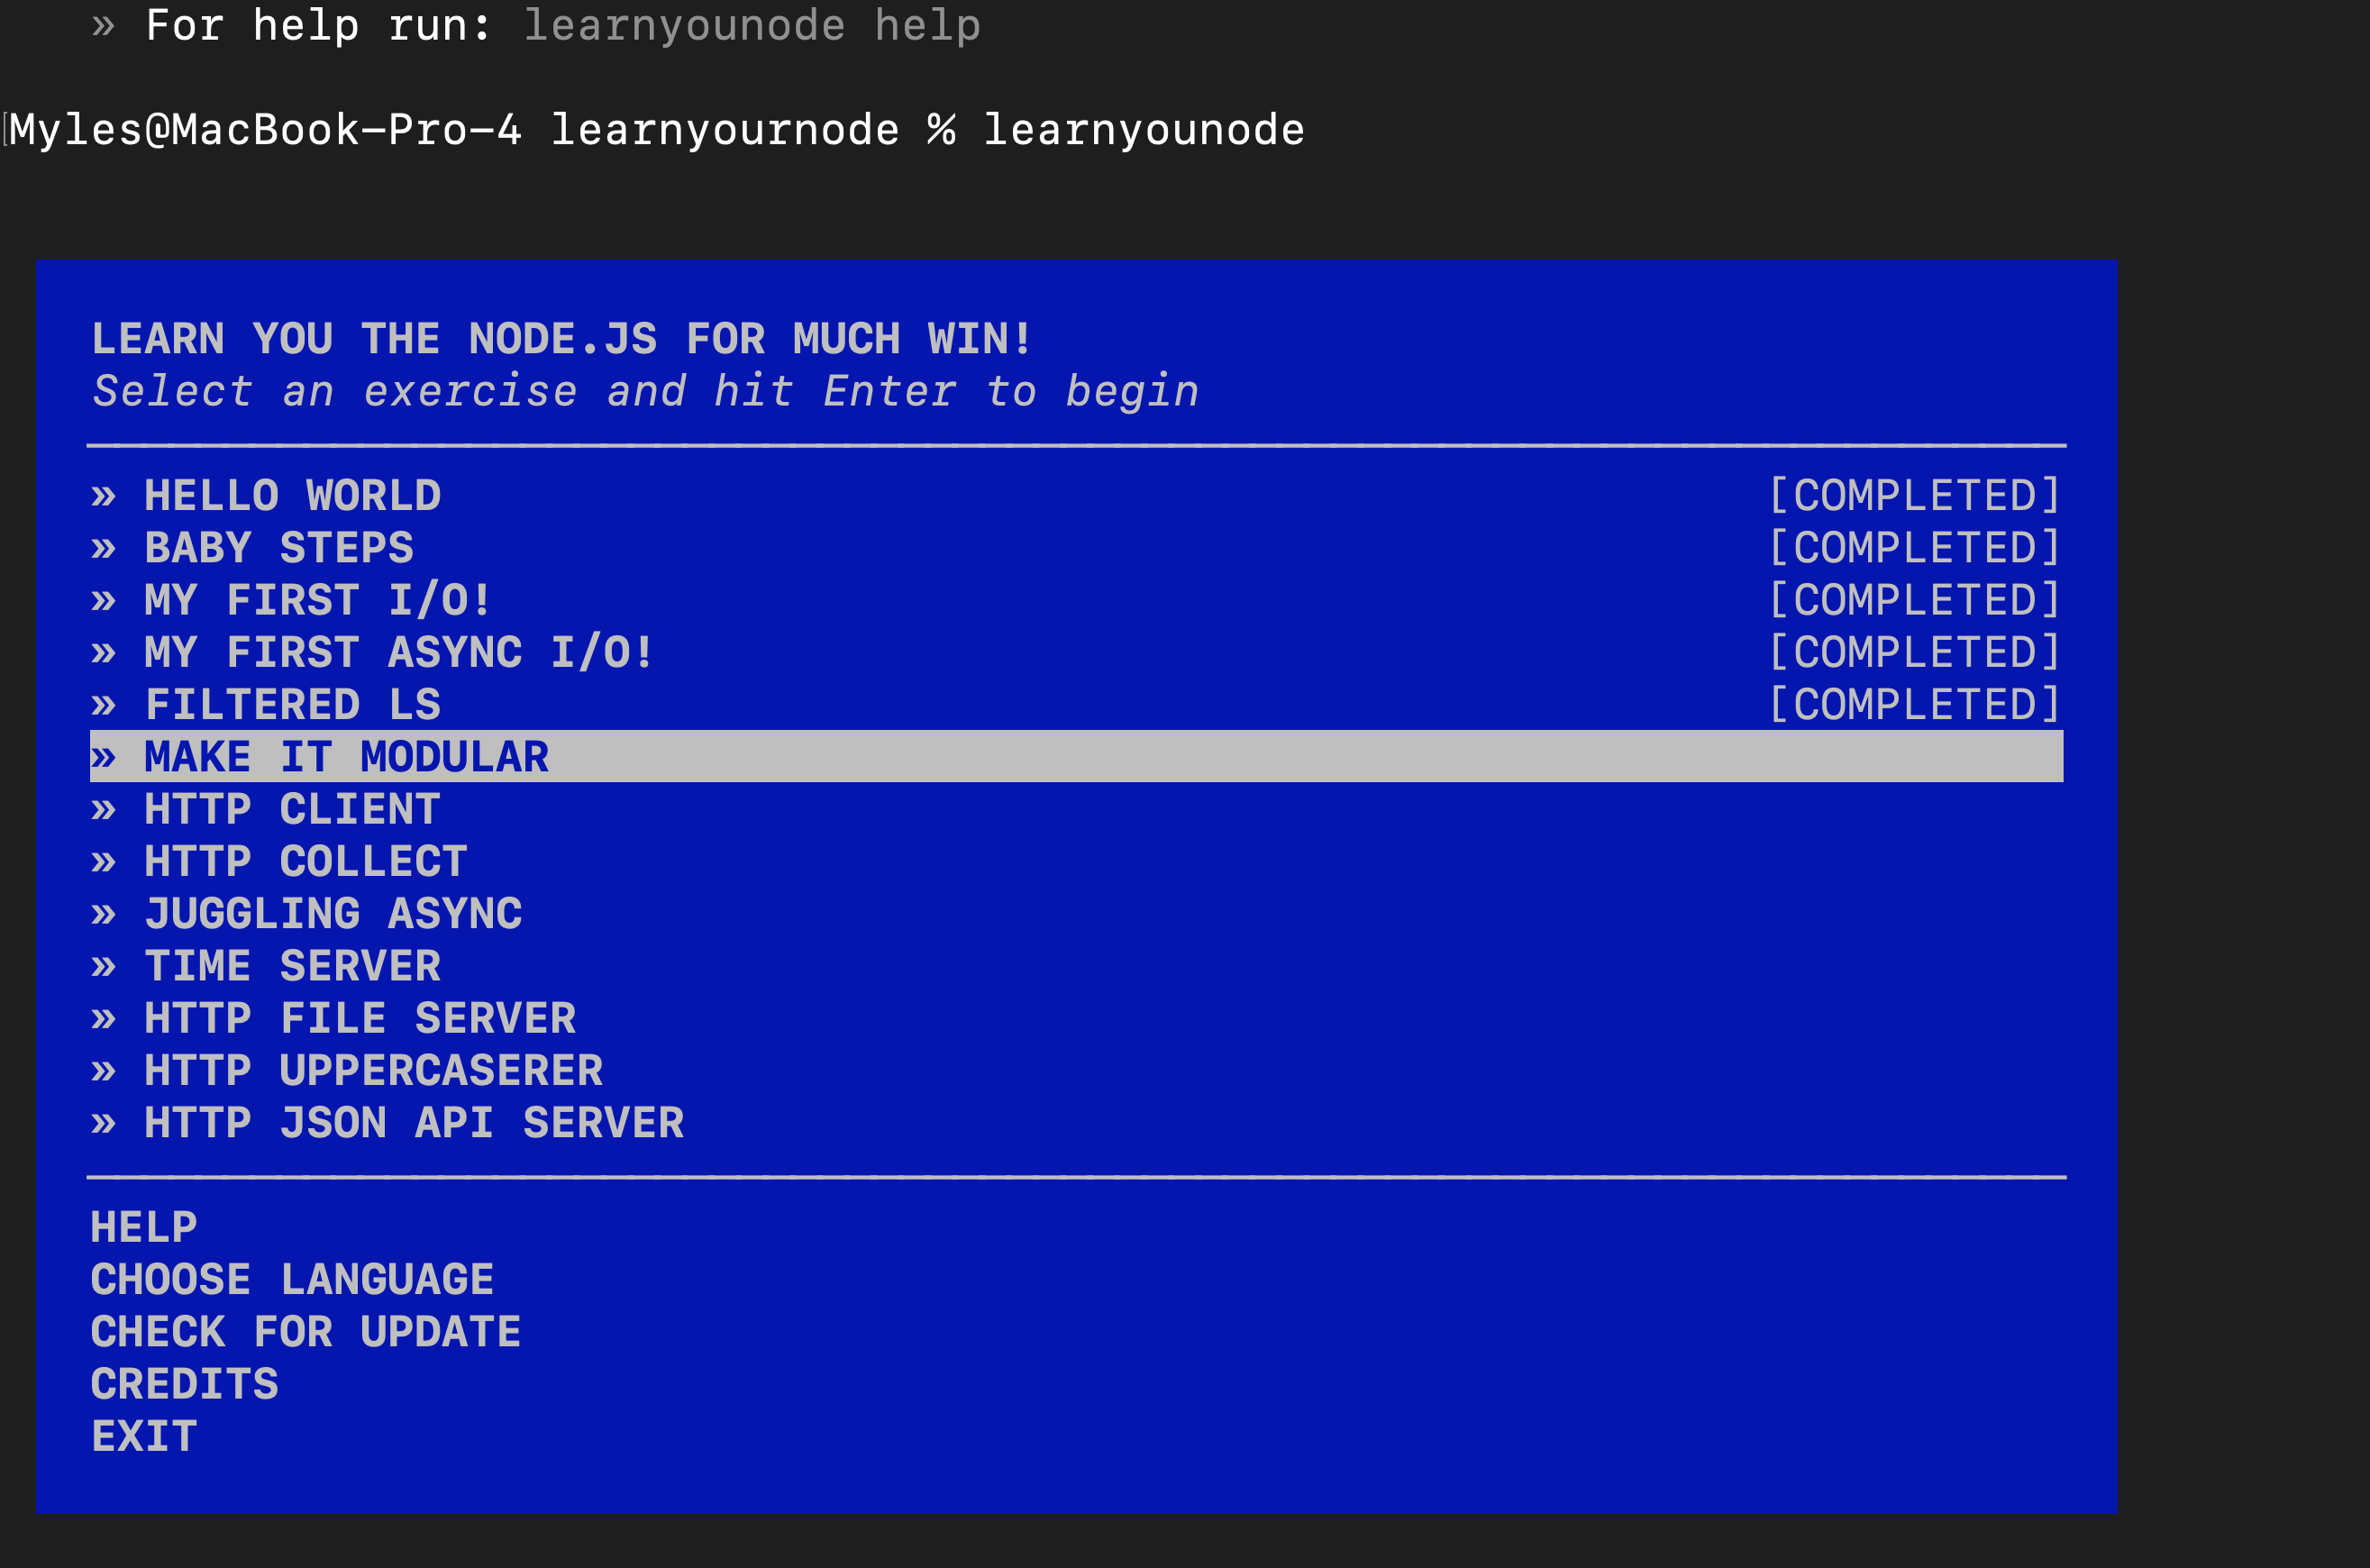 » For help run: learnyounode help
Myles@MacBook-Pro-4 learnyournode % learnyounode
LEARN YOU THE NODE.JS FOR MUCH WIN!
Select an exercise and hit Enter to begin
» HELLO WORLD [COMPLETED]
» BABY STEPS [COMPLETED]
» MY FIRST I/O! [COMPLETED]
» MY FIRST ASYNC I/O! [COMPLETED]
» FILTERED LS [COMPLETED]
» MAKE IT MODULAR
» HTTP CLIENT
» HTTP COLLECT
» JUGGLING ASYNC
» TIME SERVER
» HTTP FILE SERVER
» HTTP UPPERCASERER
» HTTP JSON API SERVER
HELP
CHOOSE LANGUAGE
CHECK FOR UPDATE
CREDITS
EXIT